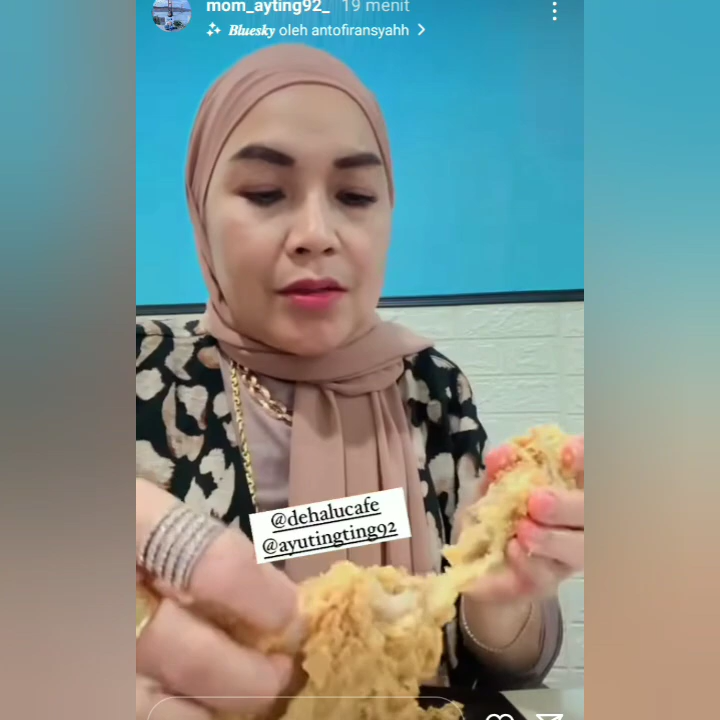 mom_ayting92_ 19 menit
Bluesky oleh antofiransyahh
@dehalucafe
@ayutingting92